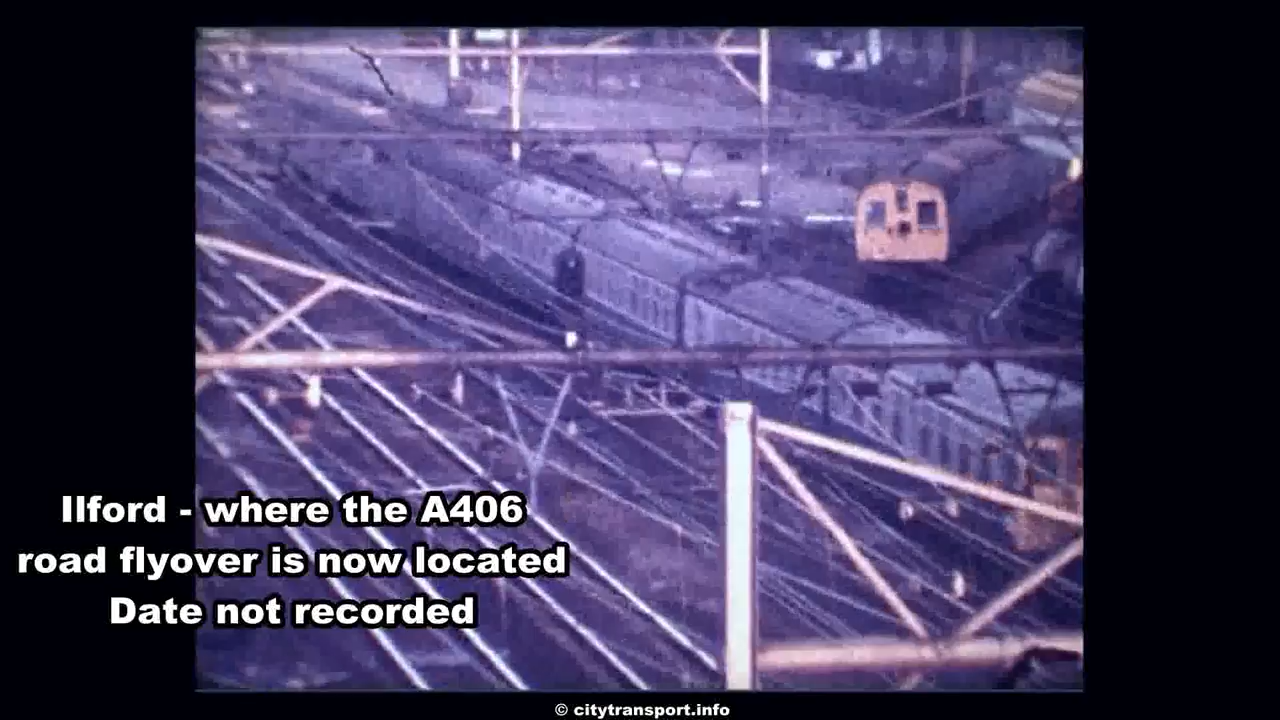 Ilford - where the A406
road flyover is now located
Date not recorded
© citytransport.info